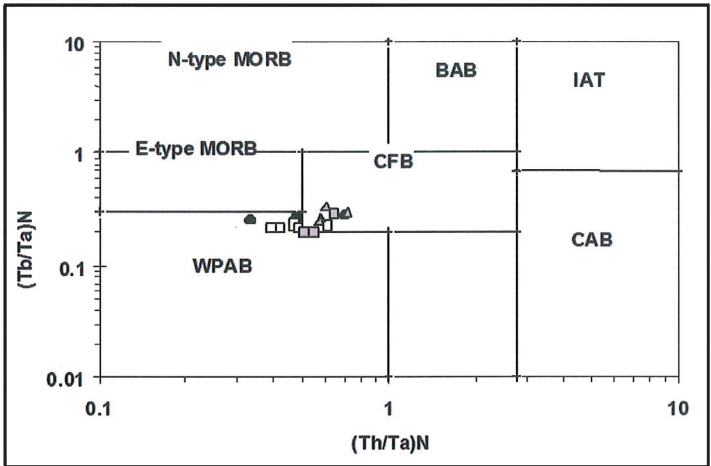 10
N-type MORB
BAB
IAT
1
E-type MORB
CFB
(Tb/Ta)N
0.1
WPAB
CAB
0.01
0.1
1
10
(Th/Ta)N